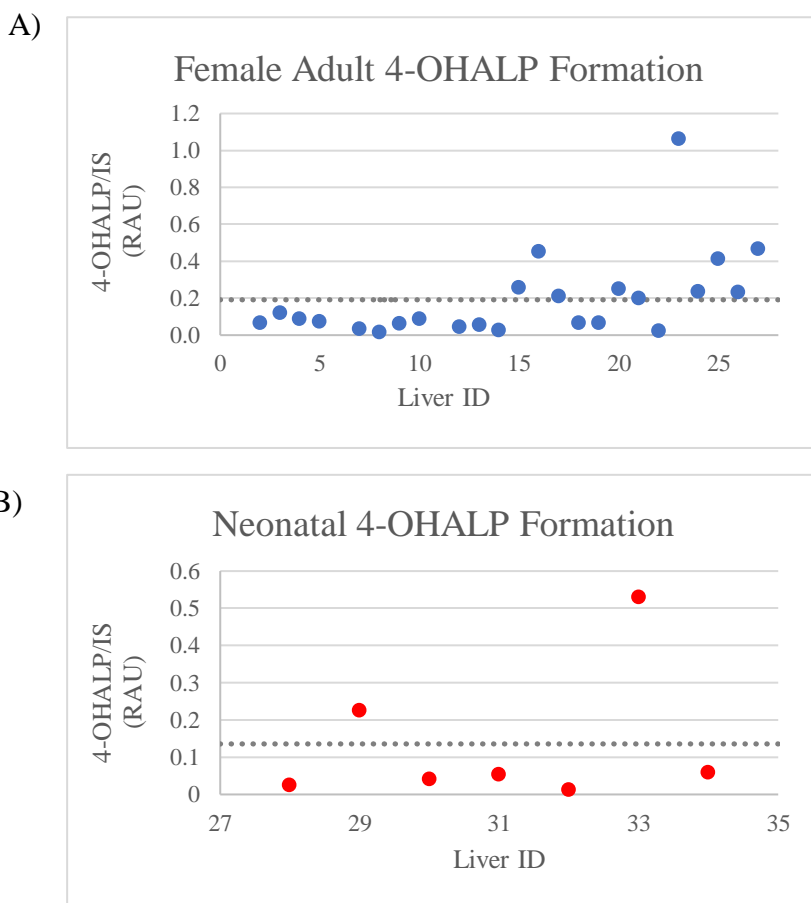 A)
Female Adult 4-OHALP Formation
4-OHALP/IS
(RAU)
1.2
1.0
0.8
0.6
0.4
0.2
0.0
0 5 10 15 20 25
Liver ID
B)
Neonatal 4-OHALP Formation
4-OHALP/IS
(RAU)
0.6
0.5
0.4
0.3
0.2
0.1
0
27 29 31 33 35
Liver ID